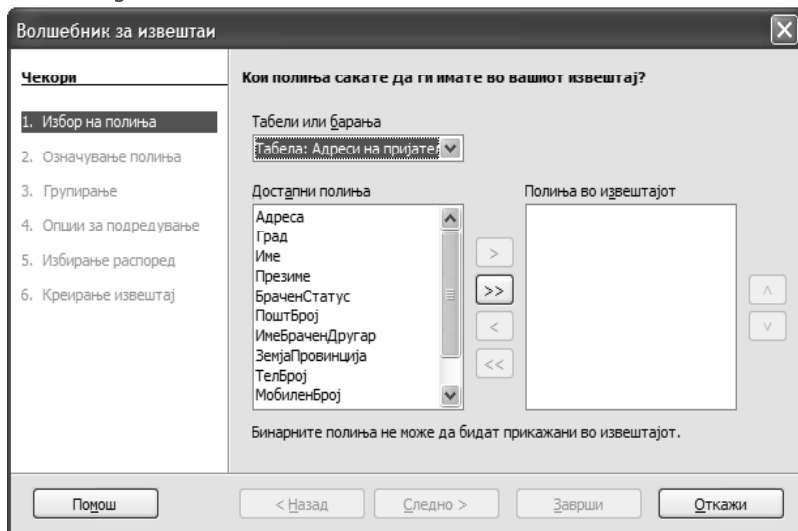 Волшебник за извештаи
Чекори
1. Избор на полиња
2. Означување полиња
3. Групирање
4. Опции за подредување
5. Избирање распоред
6. Креирање извештај
Кои полиња сакате да ги имате во вашиот извештај?
Табели или барања
Табела: Адреси на пријател
Достапни полиња
Адреса
Град
Име
Презиме
БраченСтатус
ПоштБрој
ИмеБраченДругар
ЗемјаПровинција
ТелБрој
МобиленБрој
>
>>
<
<<
Полиња во извештајот
Бинарните полиња не може да бидат прикажани во извештајот.
Помош
< Назад
Следно >
Заврши
Откажи